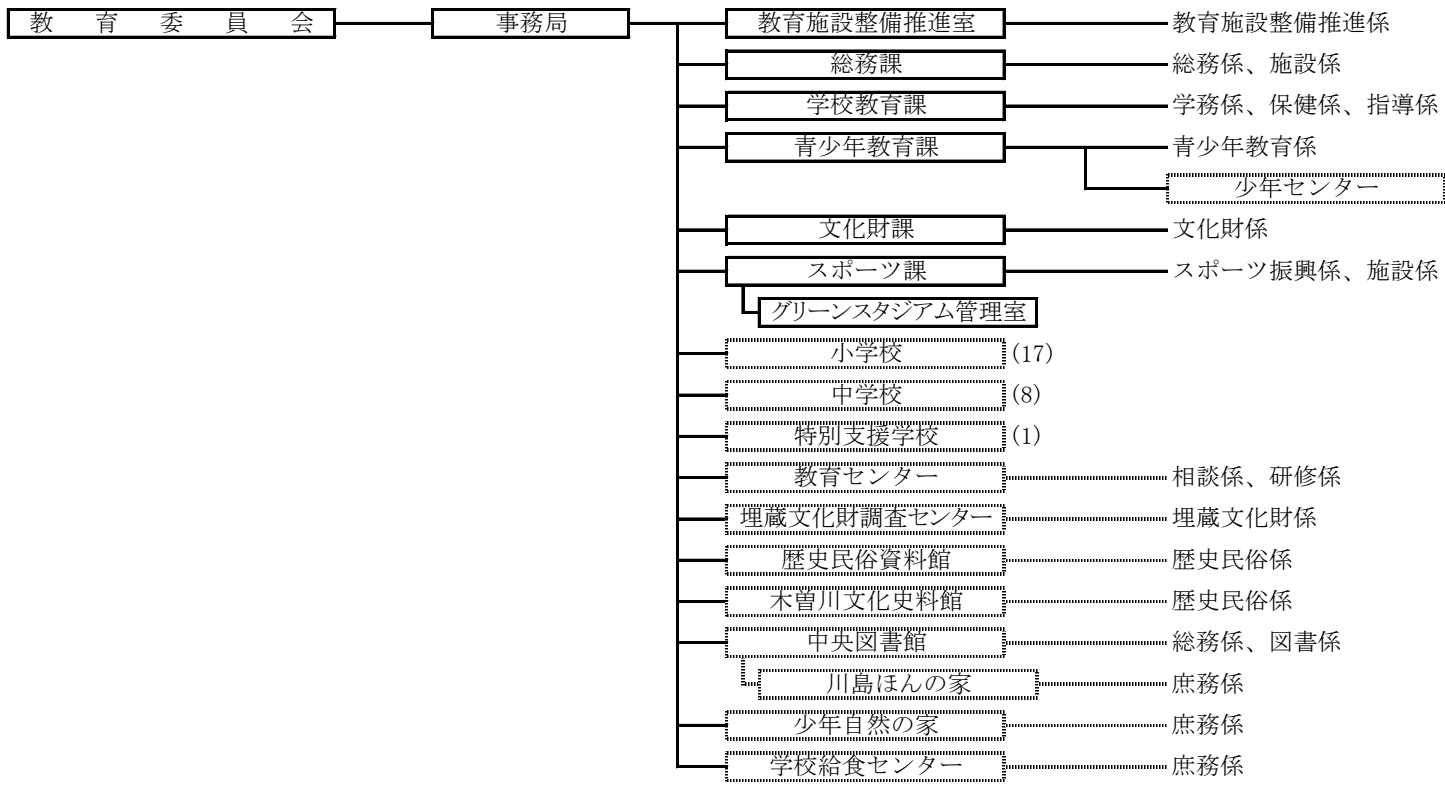 教育委員会 事務局 教育施設整備推進室 教育施設整備推進係
総務課 総務係、施設係
学校教育課 学務係、保健係、指導係
青少年教育課 青少年教育係
少年センター
文化財課 文化財係
スポーツ課 スポーツ振興係、施設係
グリーンスタジアム管理室
小学校 (17)
中学校 (8)
特別支援学校 (1)
教育センター 相談係、研修係
埋蔵文化財調査センター 埋蔵文化財係
歴史民俗資料館 歴史民俗係
木曽川文化史料館 歴史民俗係
中央図書館 総務係、図書係
川島ほんの家 庶務係
少年自然の家 庶務係
学校給食センター 庶務係